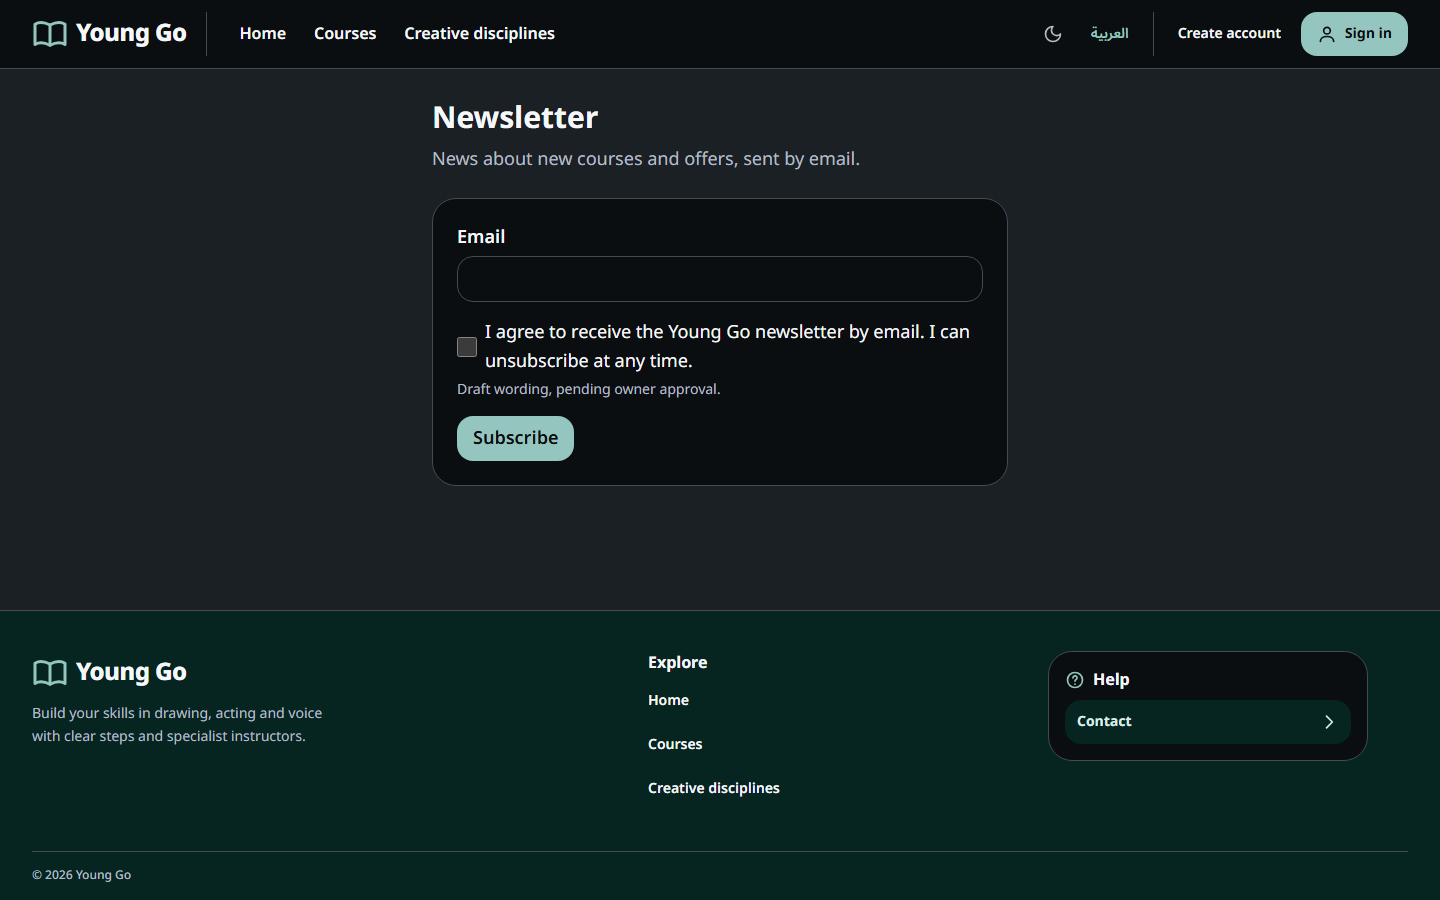 Young Go
Home
Courses
Creative disciplines
العربية
Create account
Sign in
Newsletter
News about new courses and offers, sent by email.
Email
I agree to receive the Young Go newsletter by email. I can
unsubscribe at any time.
Draft wording, pending owner approval.
Subscribe
Young Go
Build your skills in drawing, acting and voice
with clear steps and specialist instructors.
Explore
Home
Courses
Creative disciplines
Help
Contact
© 2026 Young Go